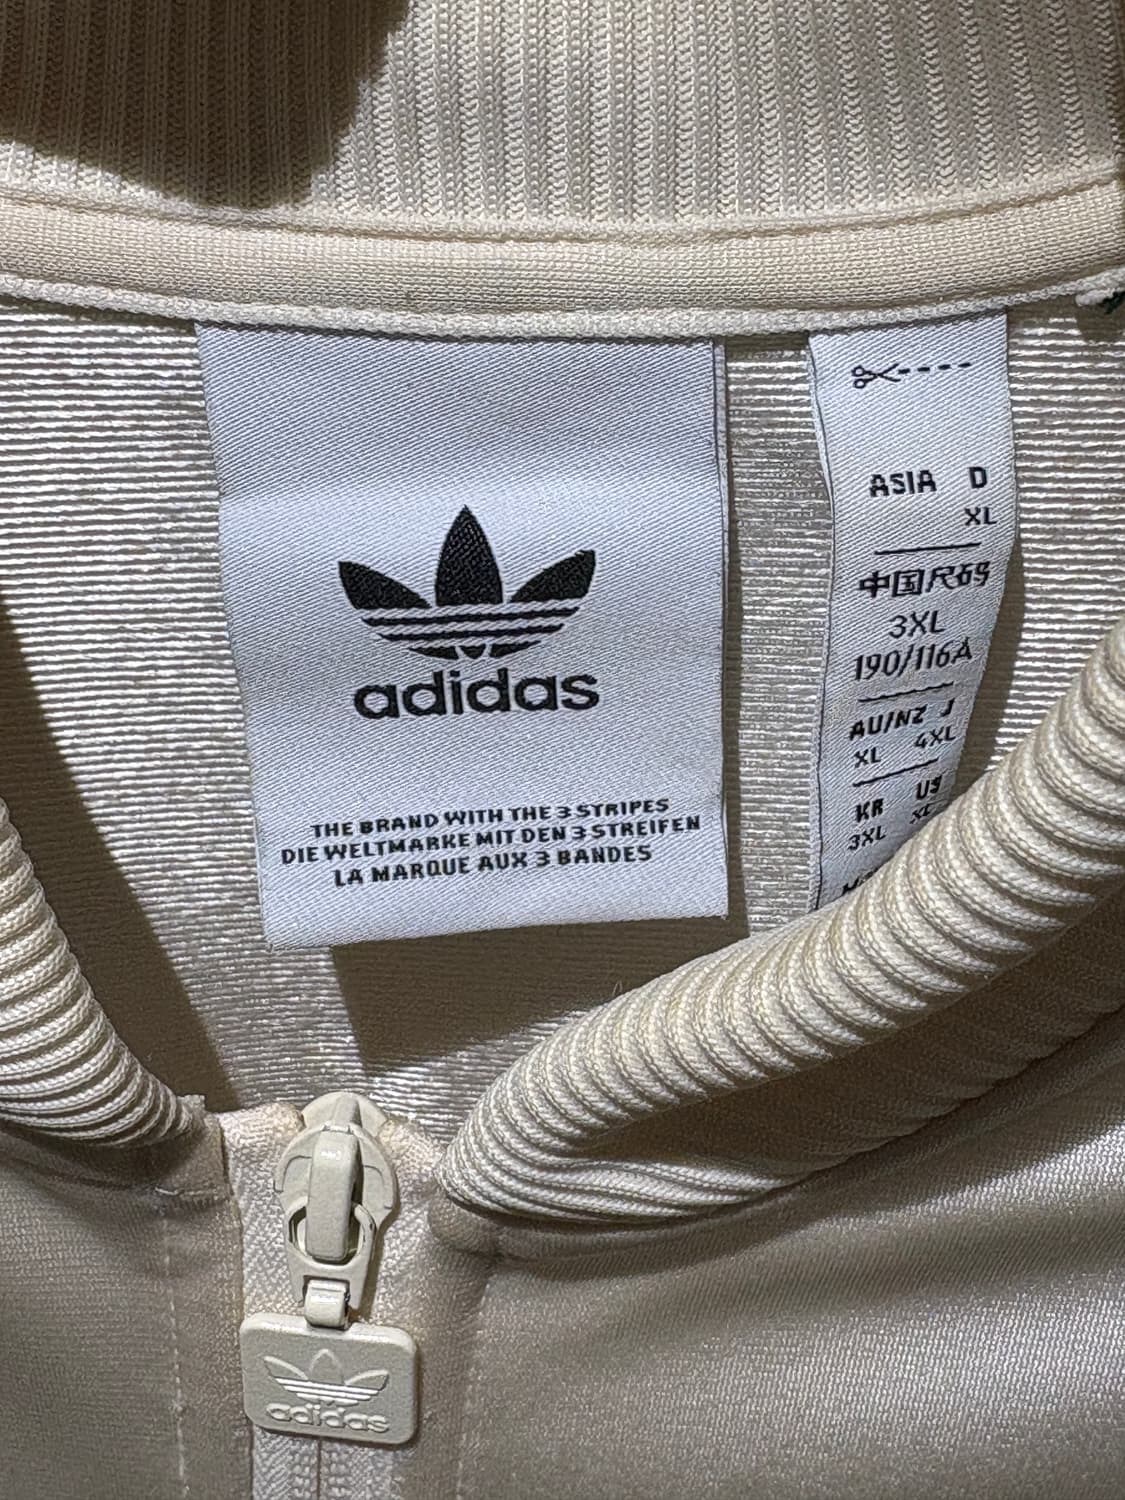 adidas
THE BRAND WITH THE 3 STRIPES
DIE WELTMARKE MIT DEN 3 STREIFEN
LA MARQUE AUX 3 BANDES
ASIA D
XL
中国尺码
3XL
190/116A
AU/NZ J
XL 4XL
KR US
3XL XL
adidas